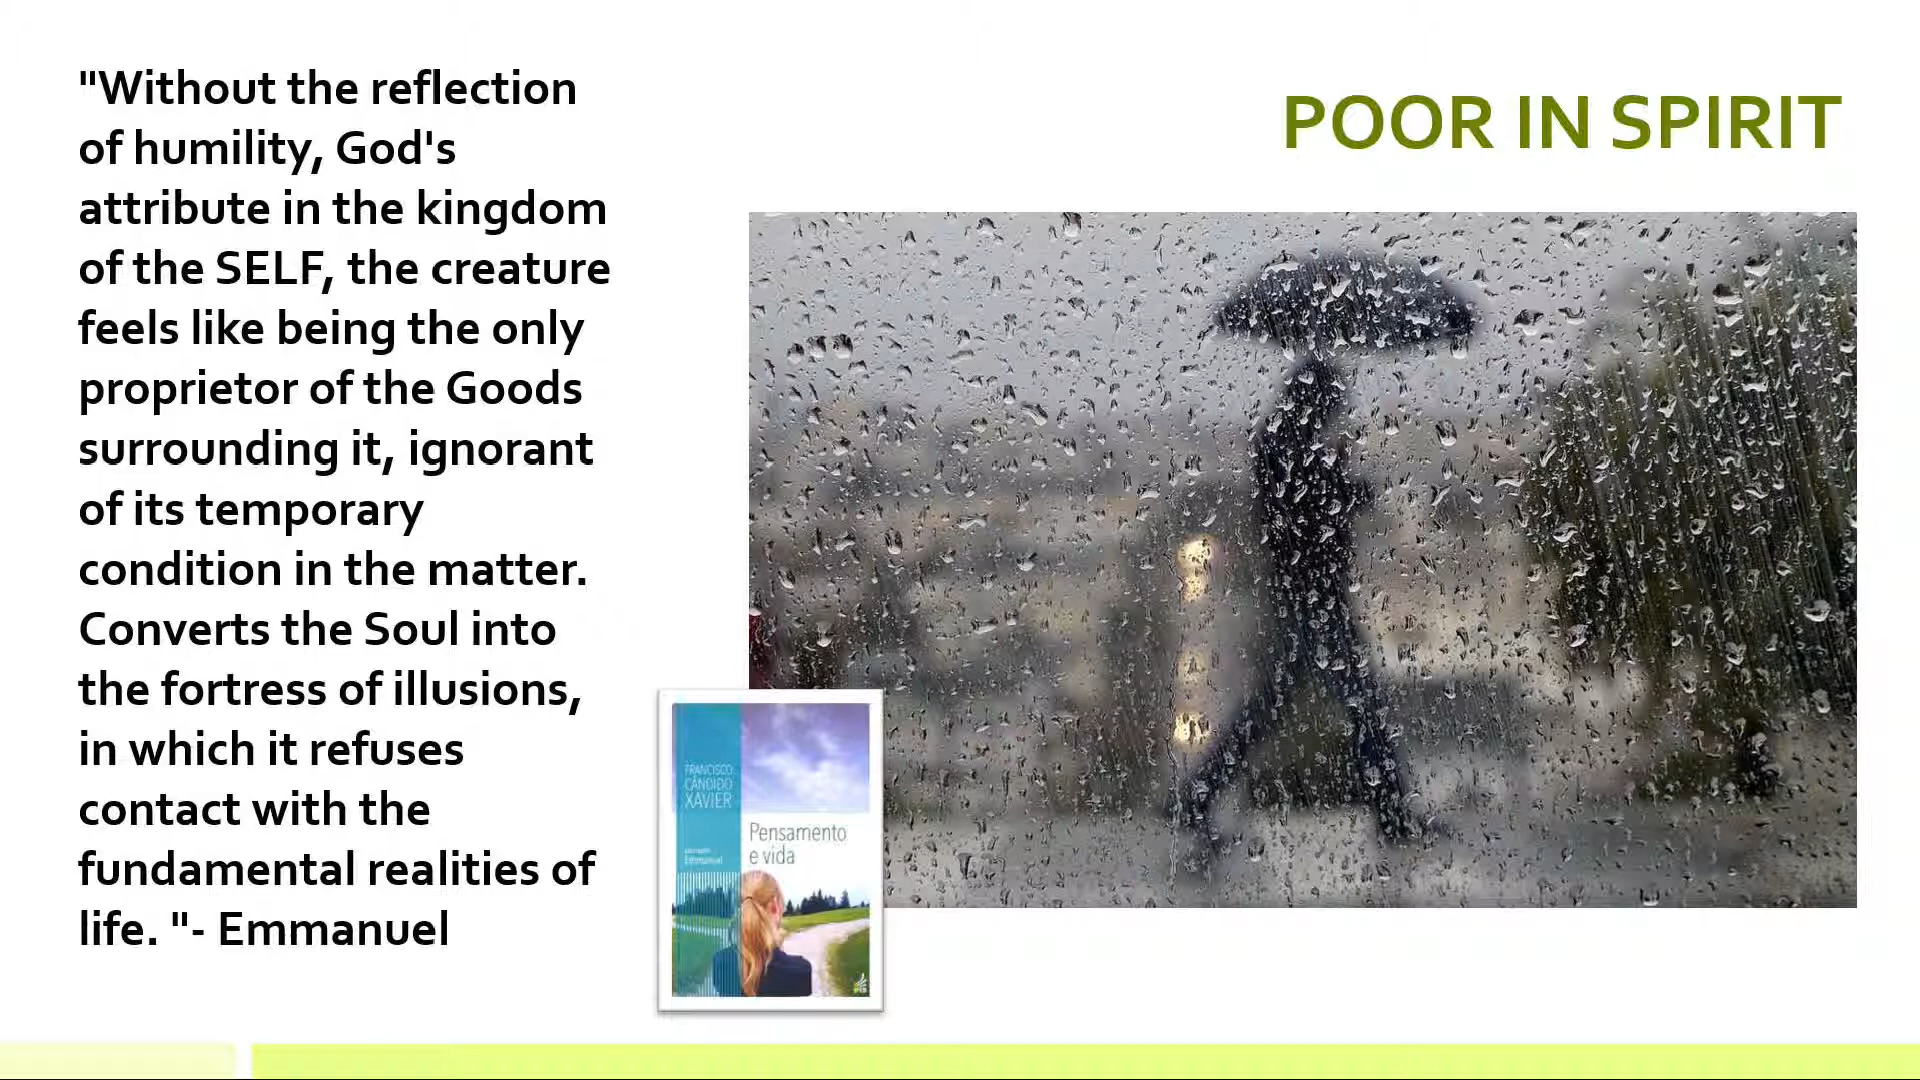 "Without the reflection
of humility, God's
attribute in the kingdom
of the SELF, the creature
feels like being the only
proprietor of the Goods
surrounding it, ignorant
of its temporary
condition in the matter.
Converts the Soul into
the fortress of illusions,
in which it refuses
contact with the
fundamental realities of
life. "- Emmanuel
POOR IN SPIRIT
FRANCISCO
CÂNDIDO
XAVIER
Pensamento
e vida
Emmanuel